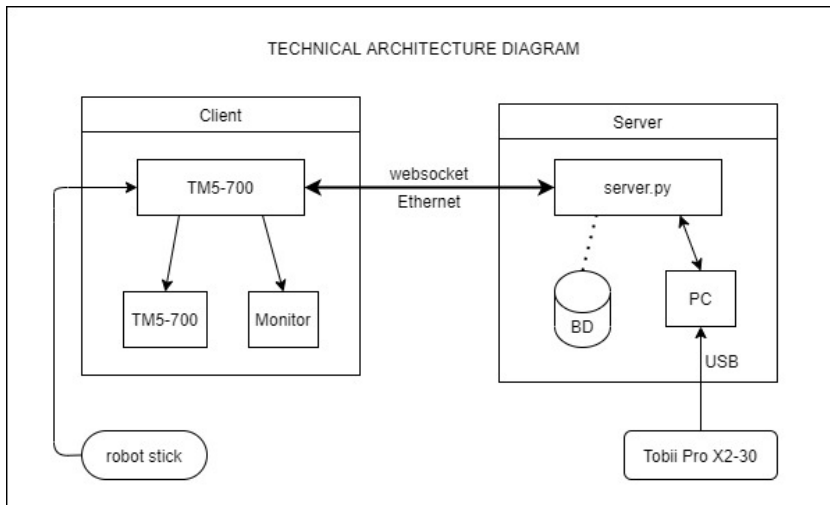 TECHNICAL ARCHITECTURE DIAGRAM
Client
Server
TM5-700
websocket
Ethernet
server.py
TM5-700
Monitor
BD
PC
USB
robot stick
Tobii Pro X2-30